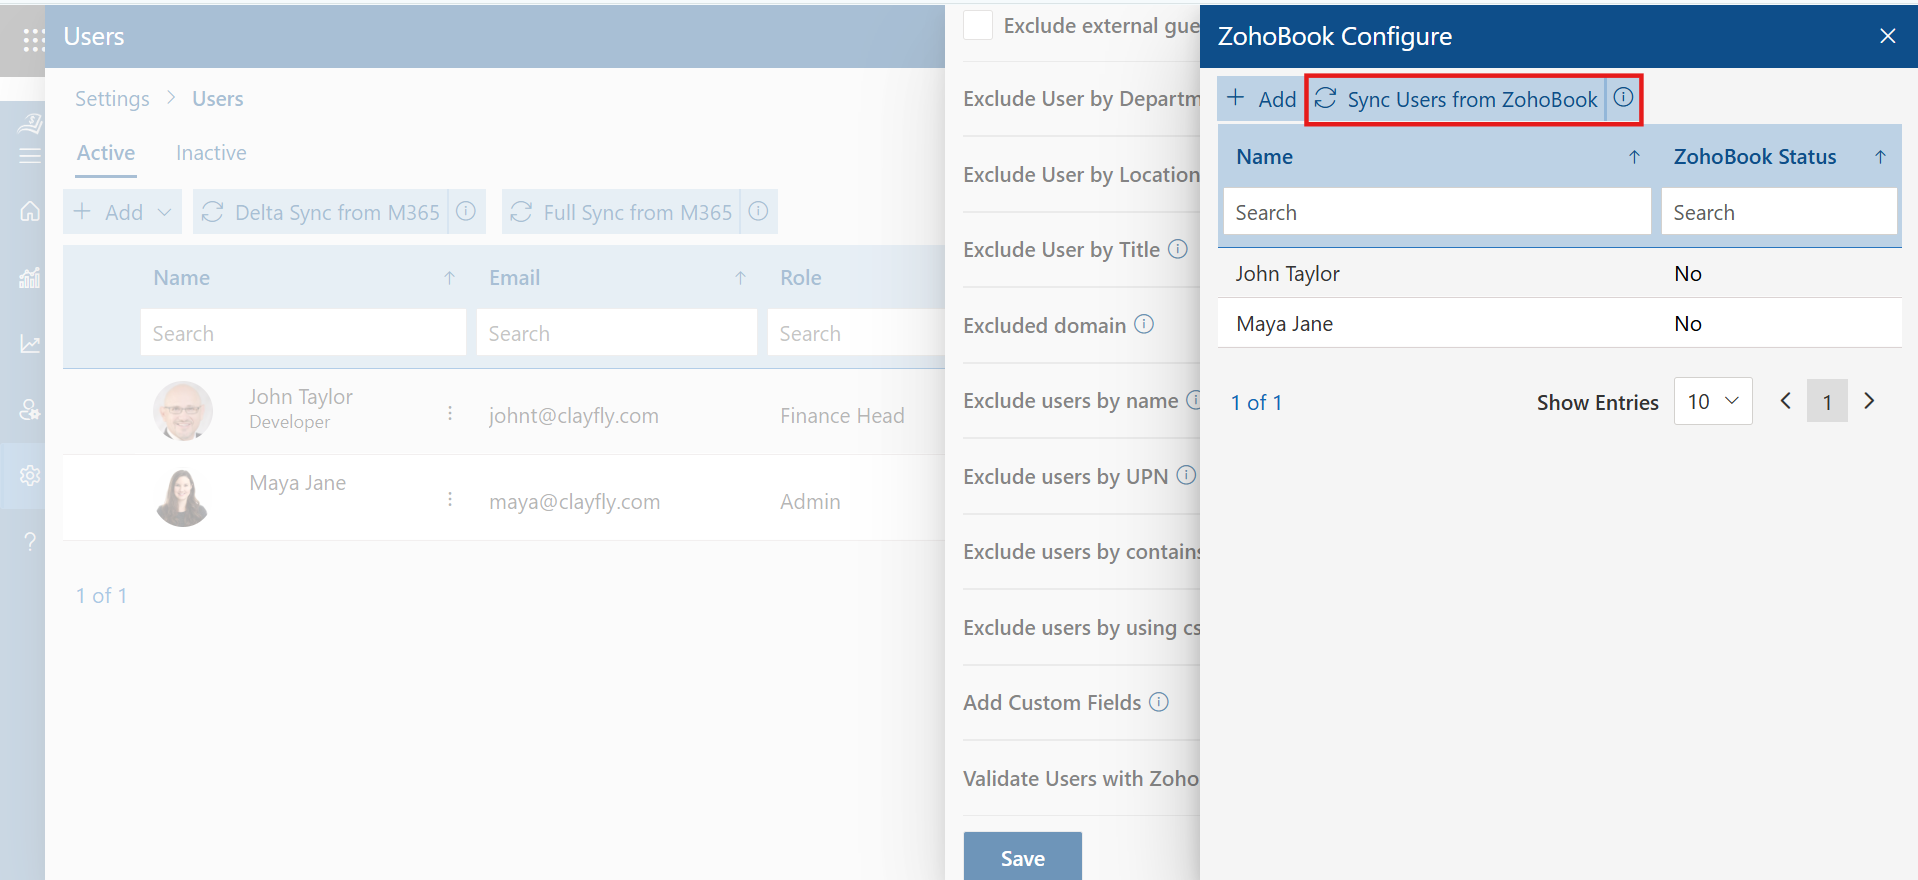 Users
Settings > Users
Active Inactive
+ Add Delta Sync from M365 Full Sync from M365
Name Email Role
Search Search Search
John Taylor
Developer
johnt@clayfly.com Finance Head
Maya Jane
maya@clayfly.com Admin
1 of 1
?
Exclude external gue
Exclude User by Departm
Exclude User by Location
Exclude User by Title
Excluded domain
Exclude users by name
Exclude users by UPN
Exclude users by contains
Exclude users by using cs
Add Custom Fields
Validate Users with Zoho
Save
ZohoBook Configure
+ Add Sync Users from ZohoBook
Name ZohoBook Status
Search Search
John Taylor No
Maya Jane No
1 of 1 Show Entries 10 < 1 >